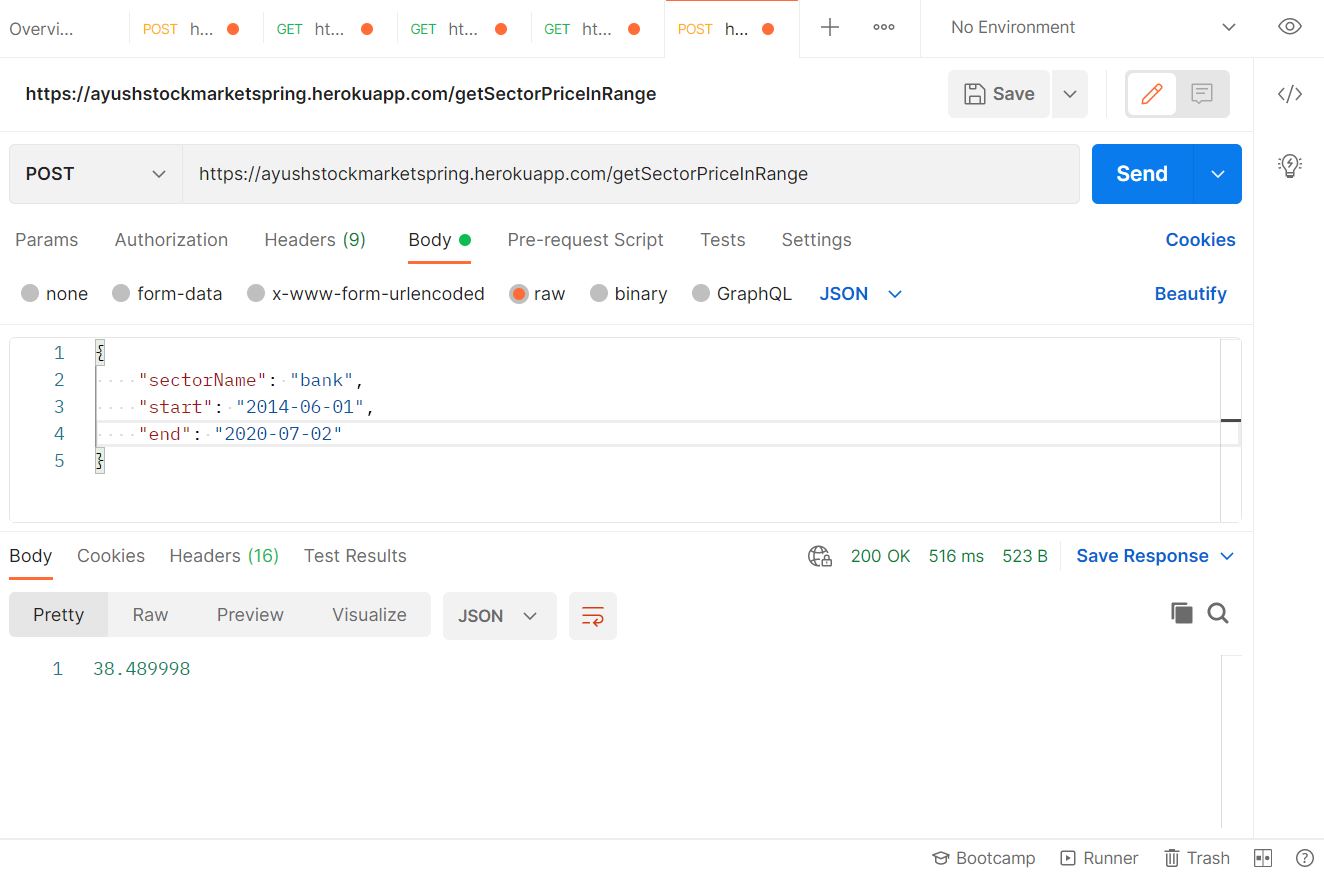 Overvi... POST h... GET ht... GET ht... GET ht... POST h... No Environment
https://ayushstockmarketspring.herokuapp.com/getSectorPriceInRange Save
POST https://ayushstockmarketspring.herokuapp.com/getSectorPriceInRange Send
Params Authorization Headers (9) Body Pre-request Script Tests Settings Cookies
none form-data x-www-form-urlencoded raw binary GraphQL JSON Beautify
1 {
2 "sectorName": "bank",
3 "start": "2014-06-01",
4 "end": "2020-07-02"
5 }
Body Cookies Headers (16) Test Results 200 OK 516 ms 523 B Save Response
Pretty Raw Preview Visualize JSON
1 38.489998
Bootcamp Runner Trash